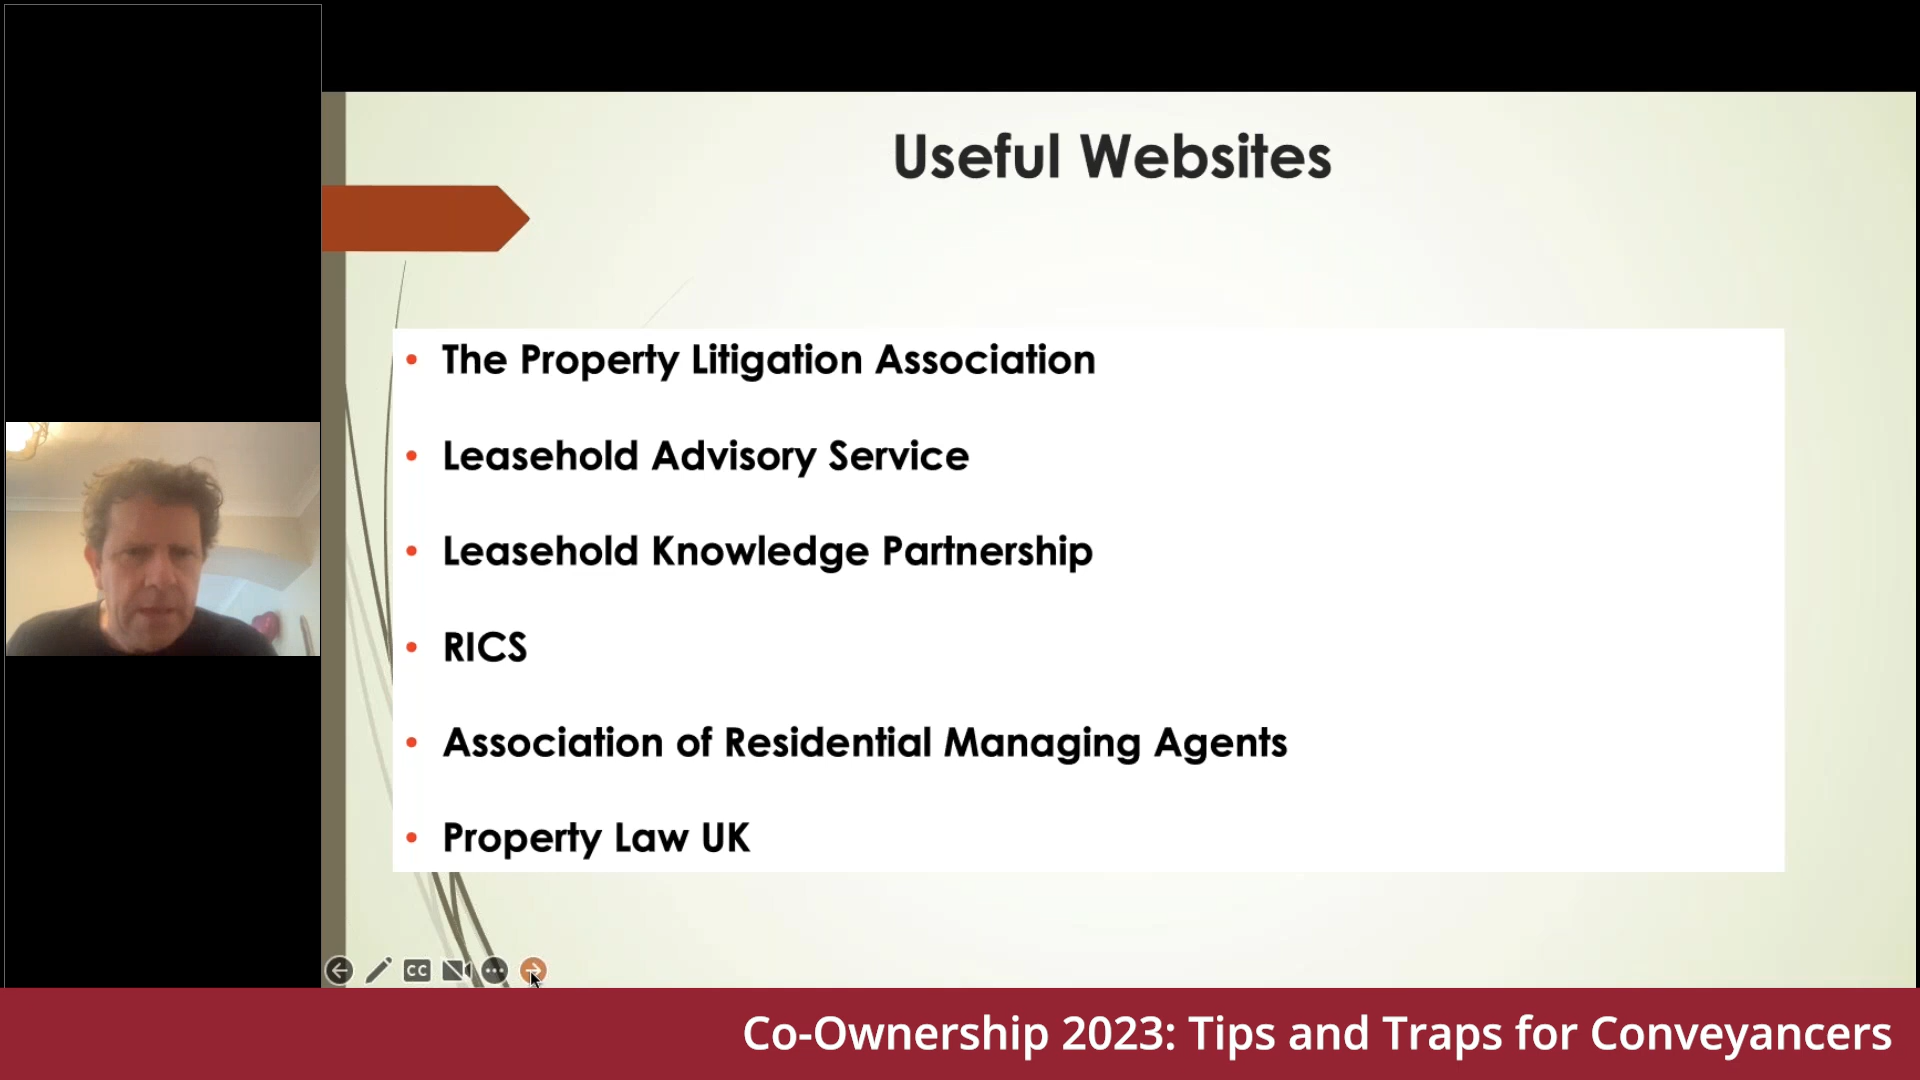 Useful Websites
• The Property Litigation Association
• Leasehold Advisory Service
• Leasehold Knowledge Partnership
• RICS
• Association of Residential Managing Agents
• Property Law UK
CC
Co-Ownership 2023: Tips and Traps for Conveyancers